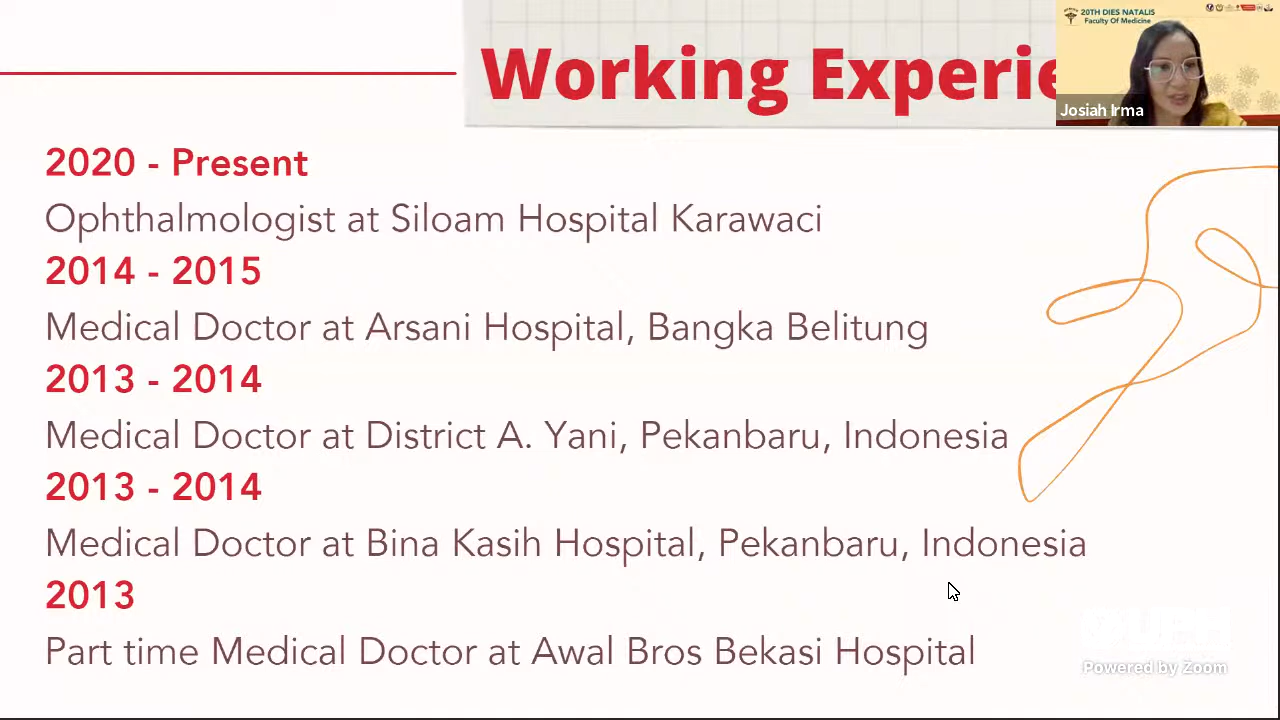 20TH DIES NATALIS
Faculty Of Medicine
Working Experie
Josiah Irma
2020 - Present
Ophthalmologist at Siloam Hospital Karawaci
2014 - 2015
Medical Doctor at Arsani Hospital, Bangka Belitung
2013 - 2014
Medical Doctor at District A. Yani, Pekanbaru, Indonesia
2013 - 2014
Medical Doctor at Bina Kasih Hospital, Pekanbaru, Indonesia
2013
Part time Medical Doctor at Awal Bros Bekasi Hospital
UPH
Powered by Zoom